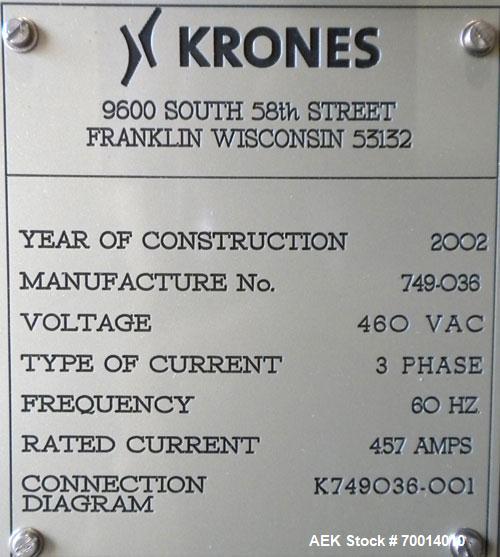 KRONES
9600 SOUTH 58th STREET
FRANKLIN WISCONSIN 53132
YEAR OF CONSTRUCTION 2002
MANUFACTURE No. 749-036
VOLTAGE 460 VAC
TYPE OF CURRENT 3 PHASE
FREQUENCY 60 HZ
RATED CURRENT 457 AMPS
CONNECTION K749036-001
DIAGRAM
AEK Stock # 70014010